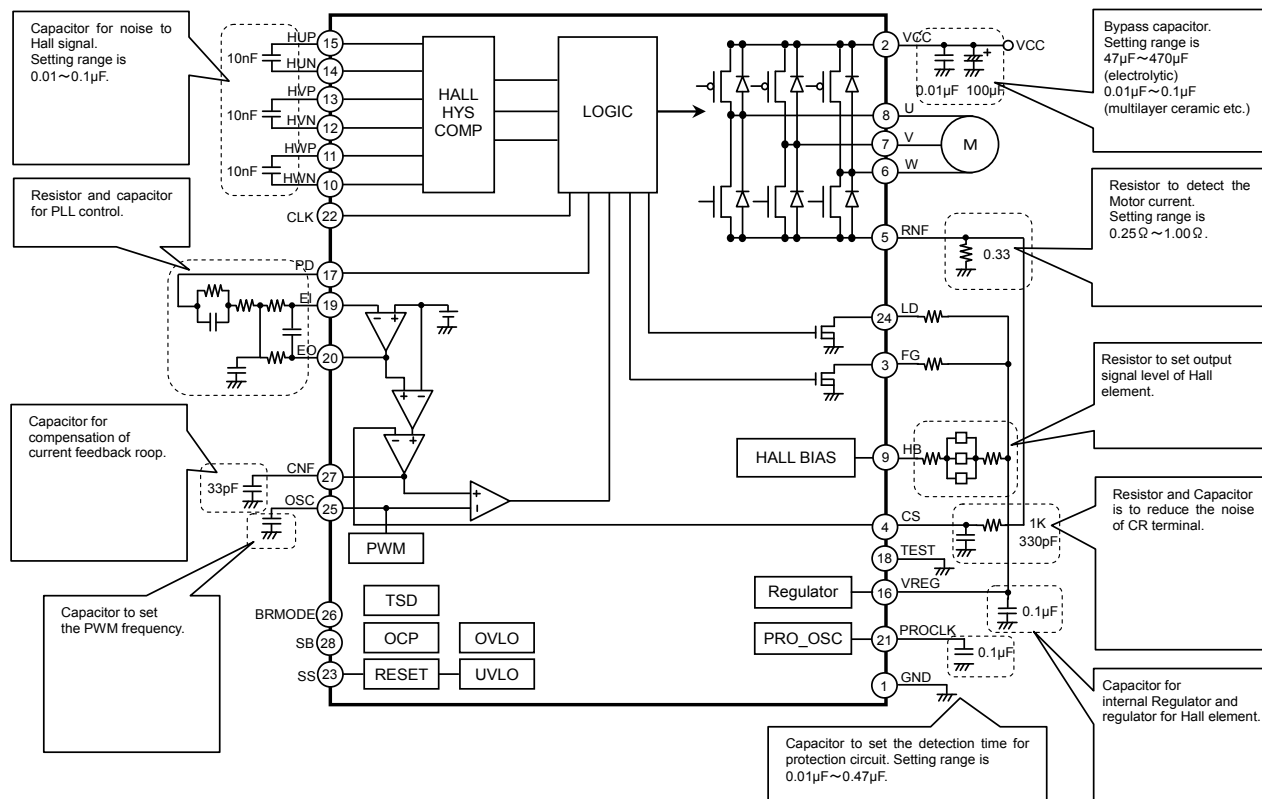 Capacitor for noise to
Hall signal.
Setting range is
0.01～0.1µF.
10nF
10nF
10nF
HUP
15
HUN
14
HVP
13
HVN
12
HWP
11
HWN
10
CLK
22
HALL
HYS
COMP
LOGIC
2
VCC
VCC
0.01µF
100µF
+
Bypass capacitor.
Setting range is
47µF～470µF
(electrolytic)
0.01µF～0.1µF
(multilayer ceramic etc.)
8
U
7
V
6
W
M
5
RNF
0.33
Resistor to detect the
Motor current.
Setting range is
0.25Ω～1.00Ω.
Resistor and capacitor
for PLL control.
PD
17
EI
19
EO
20
−
+
+
−
−
+
+
−
24
LD
3
FG
Resistor to set output
signal level of Hall
element.
HALL BIAS
9
HB
Capacitor for
compensation of
current feedback roop.
33pF
CNF
27
OSC
25
PWM
4
CS
1K
330pF
Resistor and Capacitor
is to reduce the noise
of CR terminal.
18
TEST
Regulator
16
VREG
0.1µF
PRO_OSC
21
PROCLK
0.1µF
1
GND
Capacitor to set
the PWM frequency.
BRMODE
26
SB
28
SS
23
TSD
OCP
OVLO
RESET
UVLO
Capacitor for
internal Regulator and
regulator for Hall element.
Capacitor to set the detection time for
protection circuit. Setting range is
0.01µF～0.47µF.